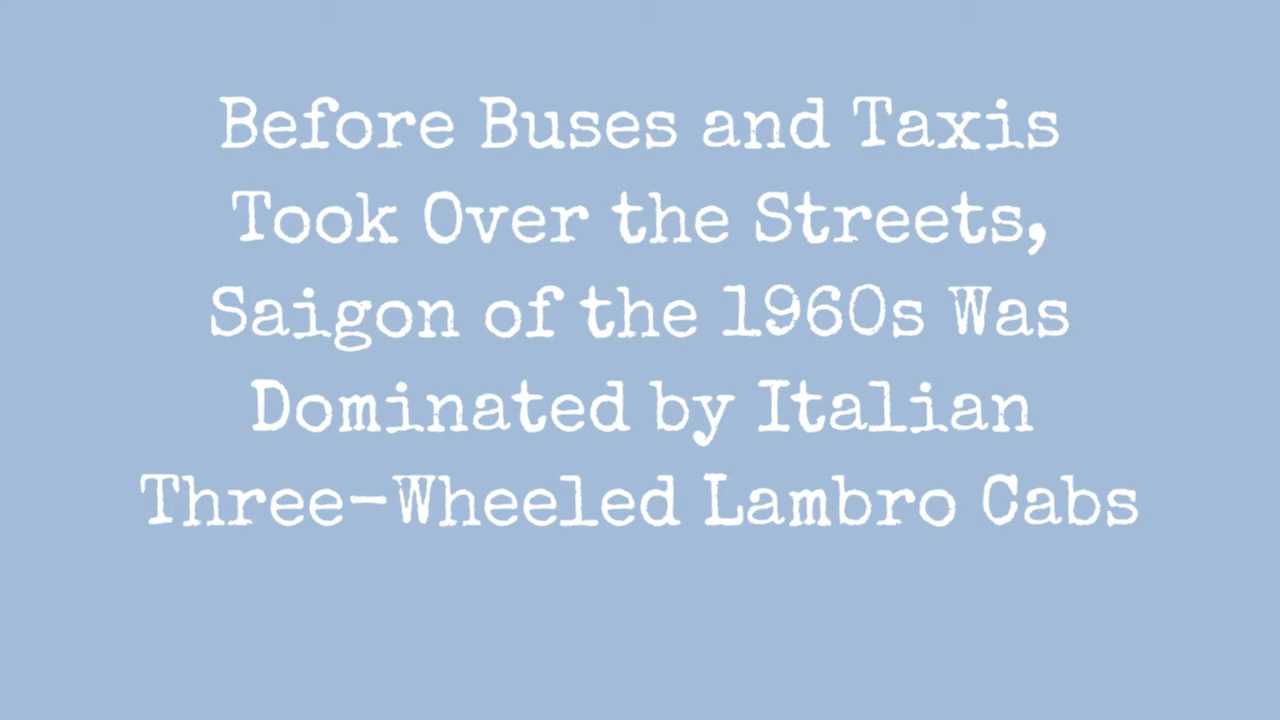 Before Buses and Taxis
Took Over the Streets,
Saigon of the 1960s Was
Dominated by Italian
Three-Wheeled Lambro Cabs